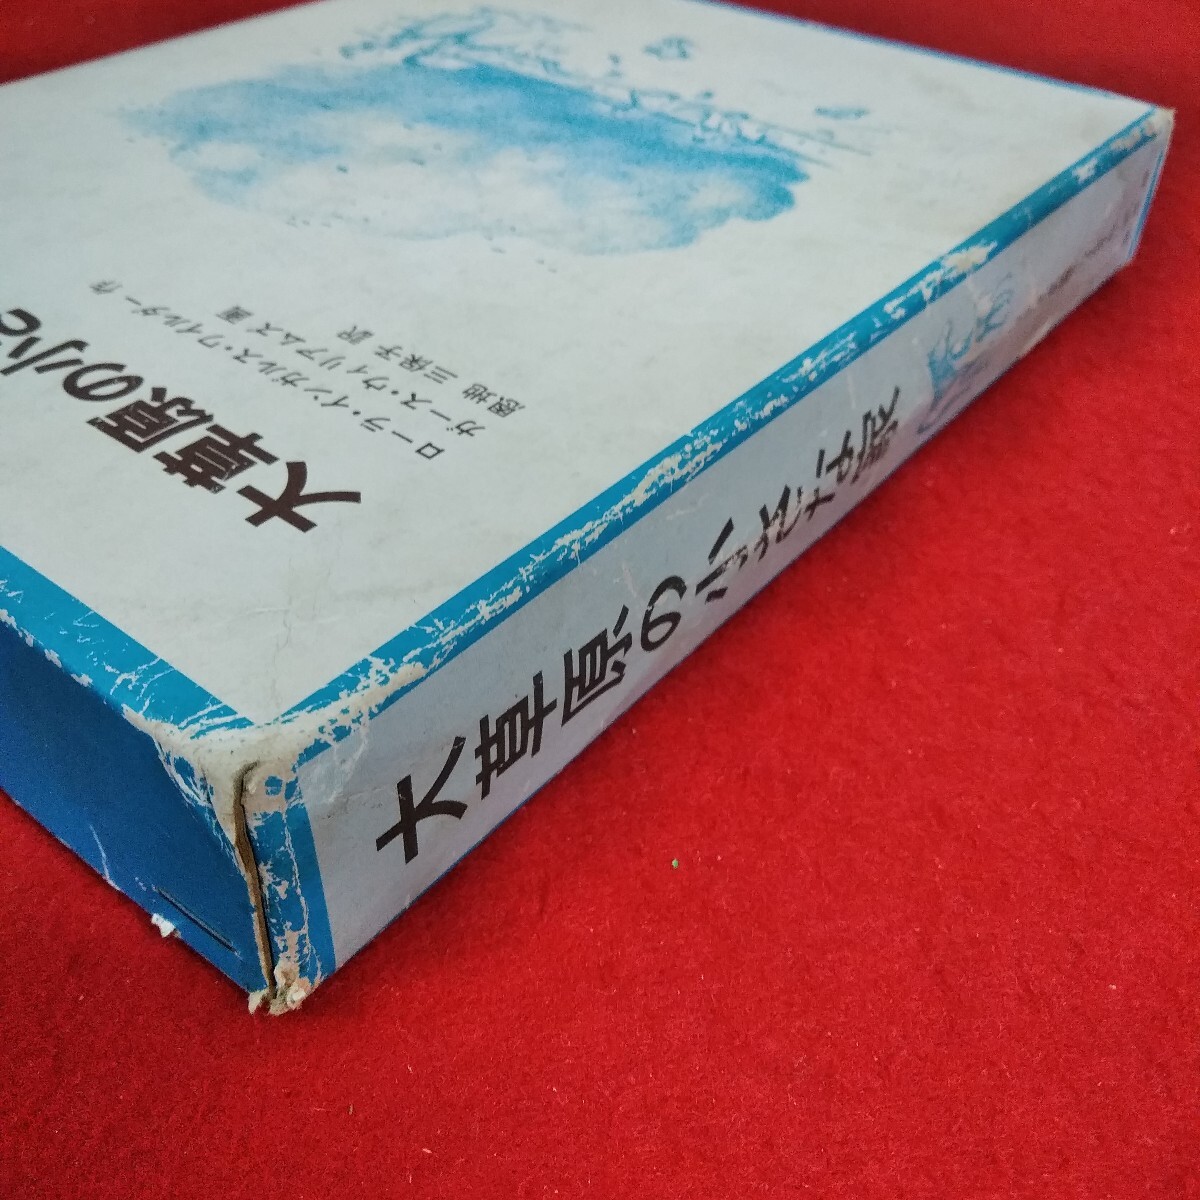 大草原の小さ
ローラ・インガルス・ワイルダー 作
ガース・ウィリアムズ 画
恩地 三保子 訳
大草原の小さな家